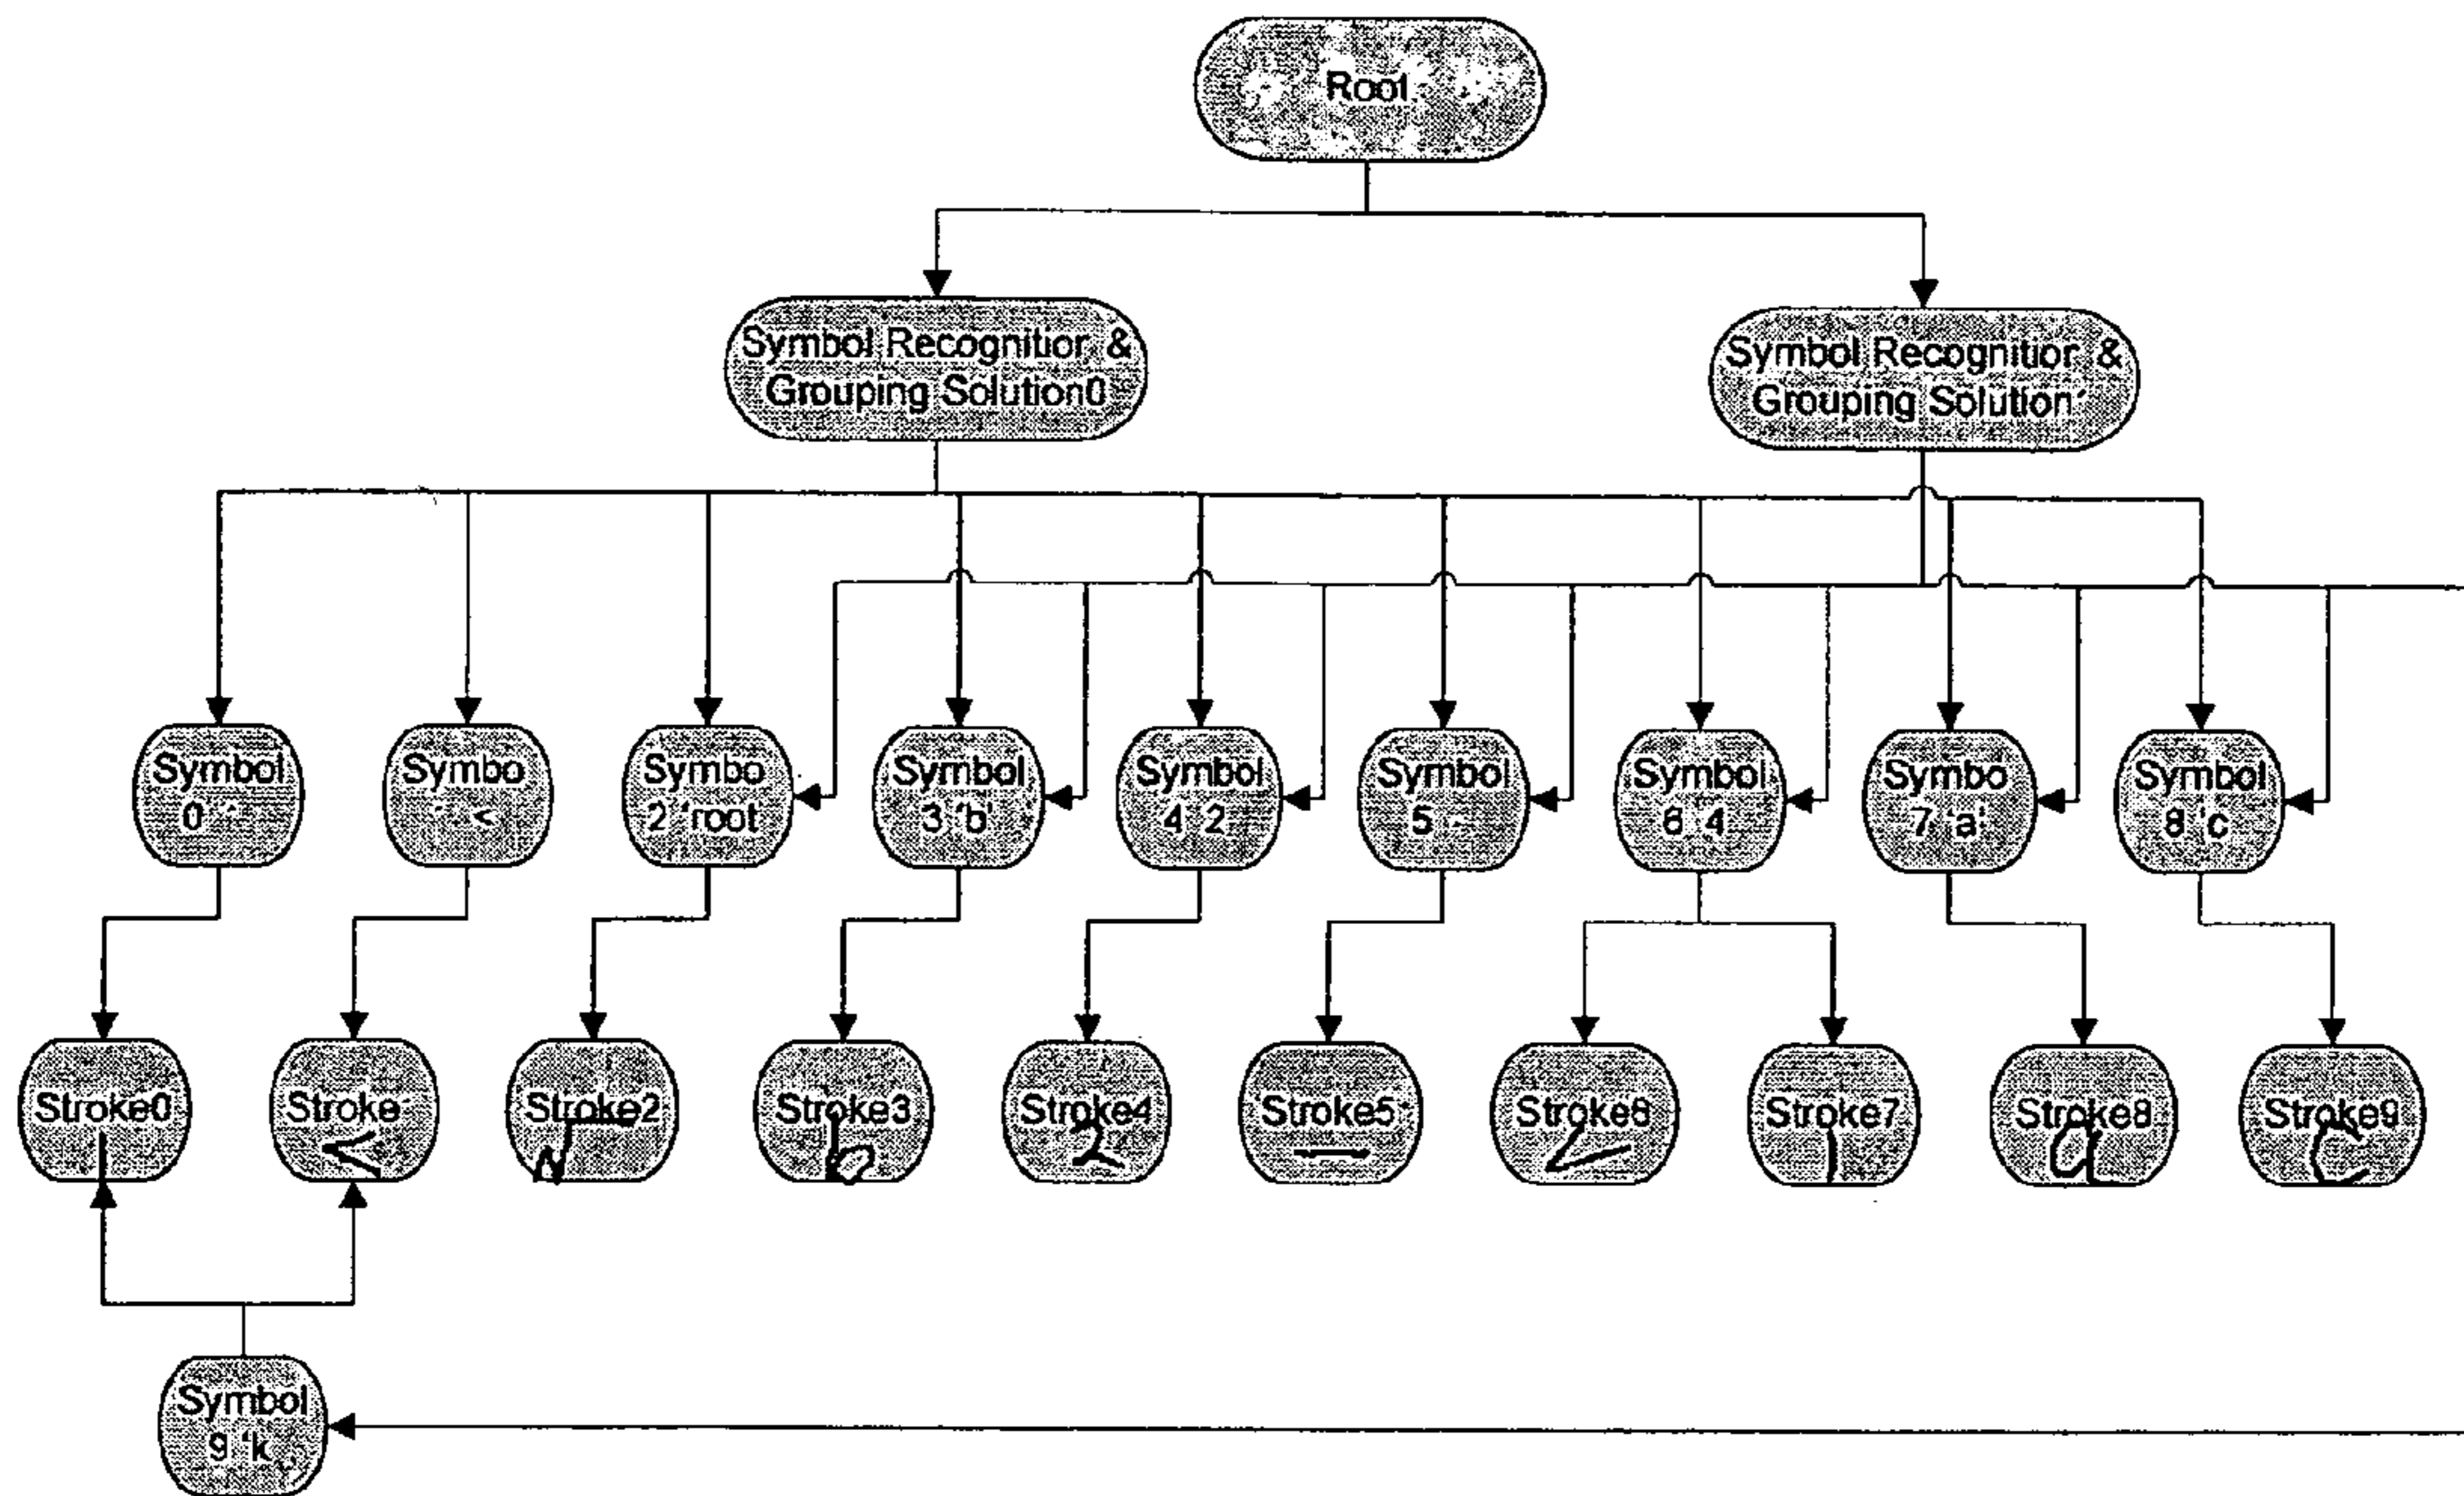 Root
Symbol Recognition &
Grouping Solution0
Symbol Recognition &
Grouping Solution
Symbol
0
Symbo
<
Symbo
2 'root
Symbol
3 'b'
Symbol
4 2
Symbol
5 -
Symbol
6 4
Symbo
7 'a'
Symbol
8 'c
Stroke0
Stroke
Stroke2
Stroke3
b
Stroke4
2
Stroke5
Stroke6
Stroke7
Stroke8
a
Stroke9
c
Symbol
9 'k